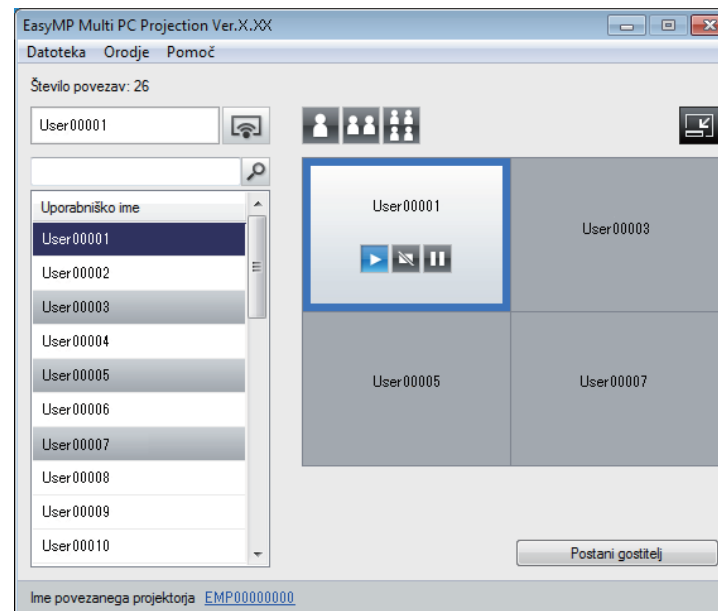 EasyMP Multi PC Projection Ver.X.XX
Datoteka Orodje Pomoč
Število povezav: 26
User00001
Uporabniško ime
User00001
User00002
User00003
User00004
User00005
User00006
User00007
User00008
User00009
User00010
User00001
User00003
User00005
User00007
Postani gostitelj
Ime povezanega projektorja EMP00000000